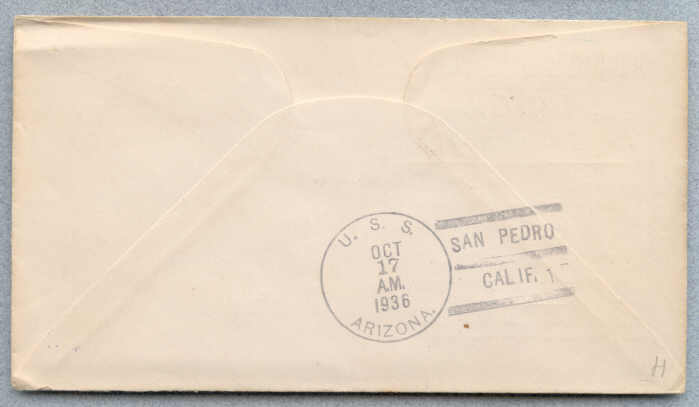 U. S. S.
OCT
17
A.M.
1936
ARIZONA.
SAN PEDRO
CALIF.
H